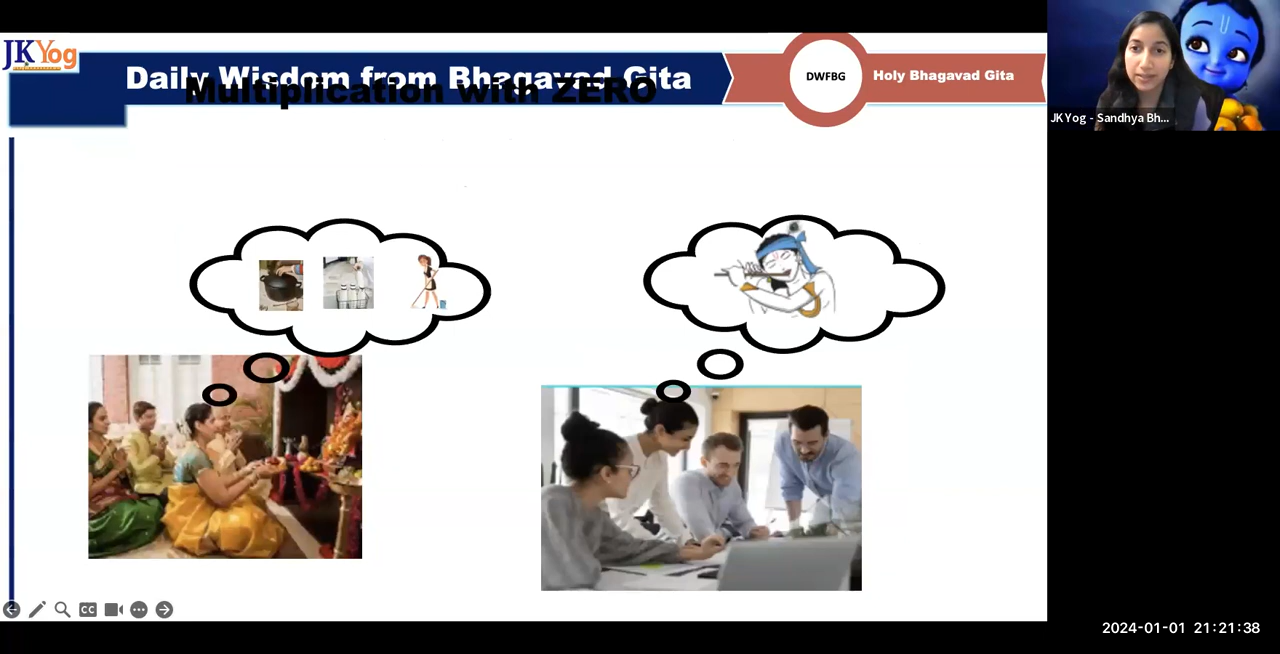 JKYog
Daily Wisdom from Bhagavad Gita
Multiplication with ZERO
DWFBG
Holy Bhagavad Gita
JKYog - Sandhya Bh...
CC
2024-01-01 21:21:38